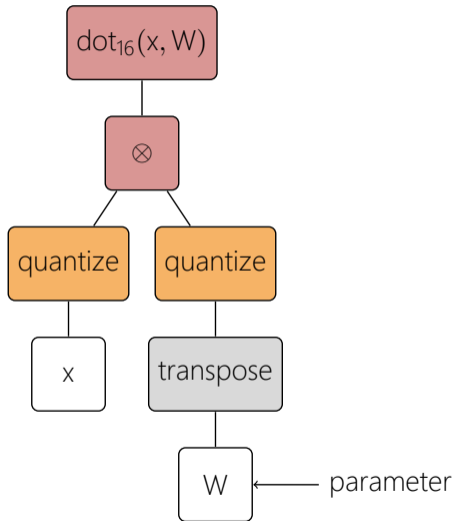 dot₁₆(x, W)
⊗
quantize quantize
x transpose
W parameter